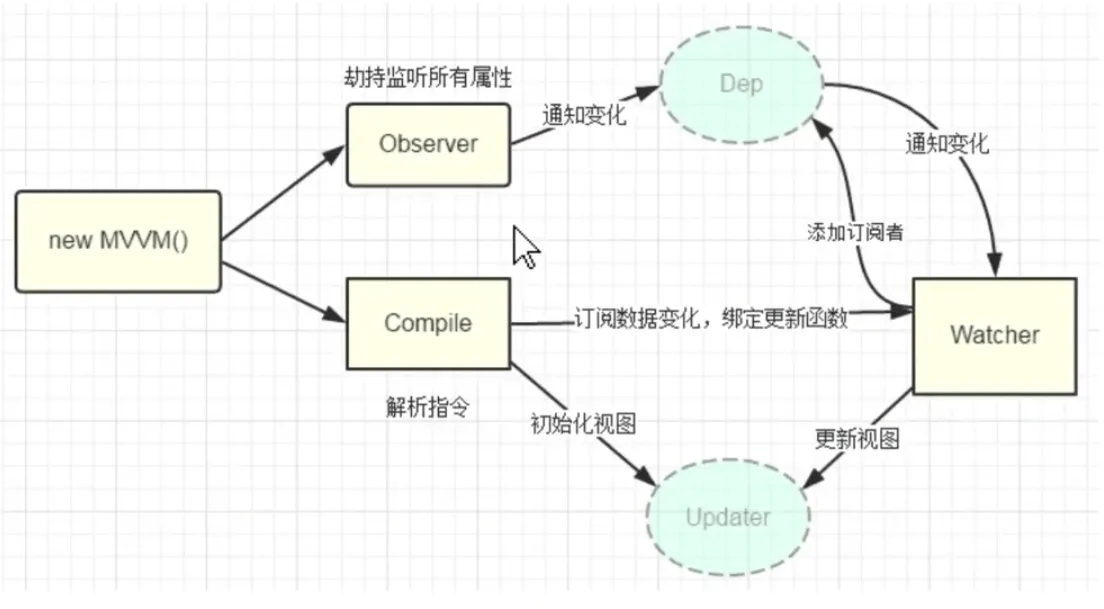 劫持监听所有属性
Observer
通知变化
Dep
通知变化
new MVVM()
添加订阅者
Compile
订阅数据变化，绑定更新函数
Watcher
解析指令
初始化视图
更新视图
Updater